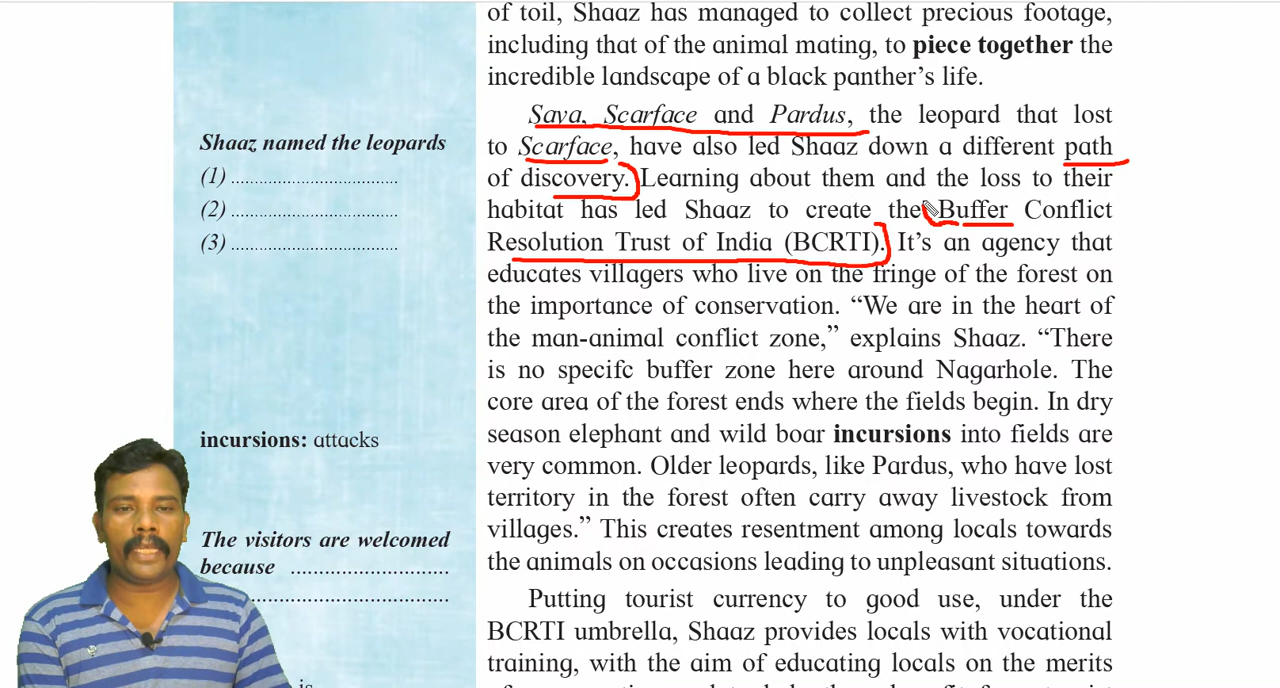 of toil, Shaaz has managed to collect precious footage,
including that of the animal mating, to piece together the
incredible landscape of a black panther's life.
Sava, Scarface and Pardus, the leopard that lost
to Scarface, have also led Shaaz down a different path
of discovery. Learning about them and the loss to their
habitat has led Shaaz to create the Buffer Conflict
Resolution Trust of India (BCRTI). It's an agency that
educates villagers who live on the fringe of the forest on
the importance of conservation. “We are in the heart of
the man-animal conflict zone,” explains Shaaz. “There
is no specifc buffer zone here around Nagarhole. The
core area of the forest ends where the fields begin. In dry
season elephant and wild boar incursions into fields are
very common. Older leopards, like Pardus, who have lost
territory in the forest often carry away livestock from
villages.” This creates resentment among locals towards
the animals on occasions leading to unpleasant situations.
Putting tourist currency to good use, under the
BCRTI umbrella, Shaaz provides locals with vocational
training, with the aim of educating locals on the merits
Shaaz named the leopards
(1) ..........................................
(2) ..........................................
(3) ..........................................
incursions: attacks
The visitors are welcomed
because ...............................
..........................................
is